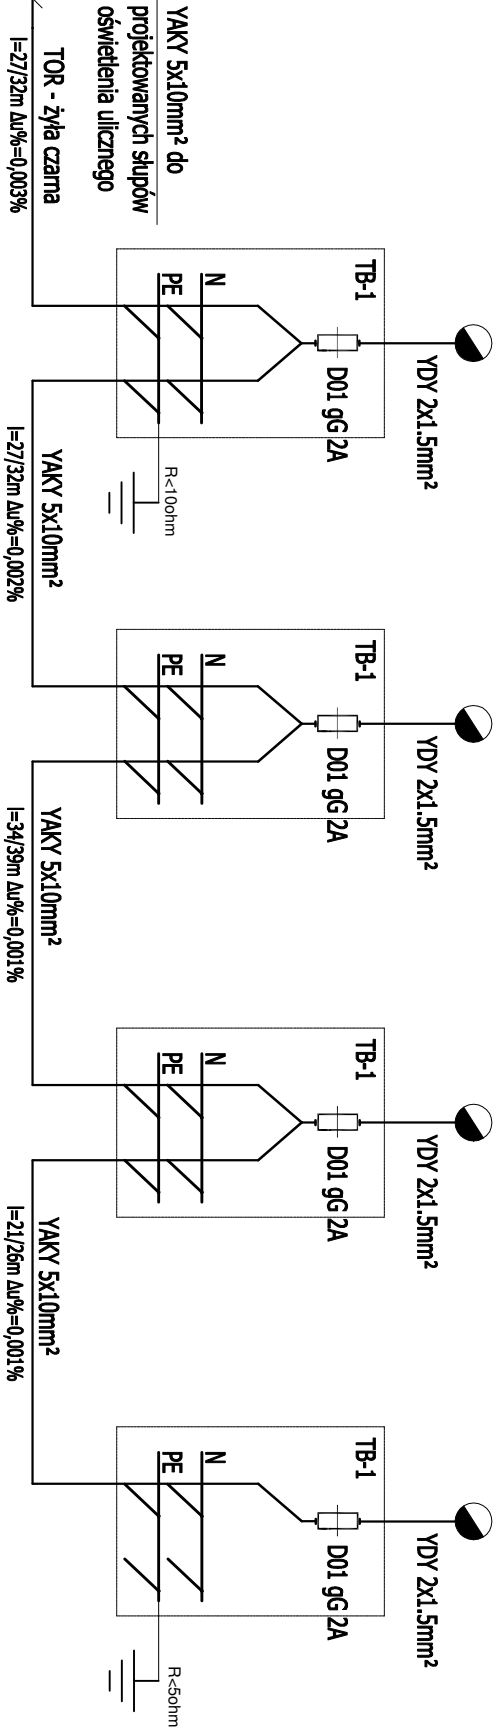 YAKY 5x10mm² do
projektowanych słupów
oświetlenia ulicznego
TOR - żyła czarna
l=27/32m Δu%=0,003%
TB-1
N
PE
D01 gG 2A
YDY 2x1.5mm²
R<10ohm
YAKY 5x10mm²
l=27/32m Δu%=0,002%
TB-1
N
PE
D01 gG 2A
YDY 2x1.5mm²
YAKY 5x10mm²
l=34/39m Δu%=0,001%
TB-1
N
PE
D01 gG 2A
YDY 2x1.5mm²
YAKY 5x10mm²
l=21/26m Δu%=0,001%
TB-1
N
PE
D01 gG 2A
YDY 2x1.5mm²
R<5ohm